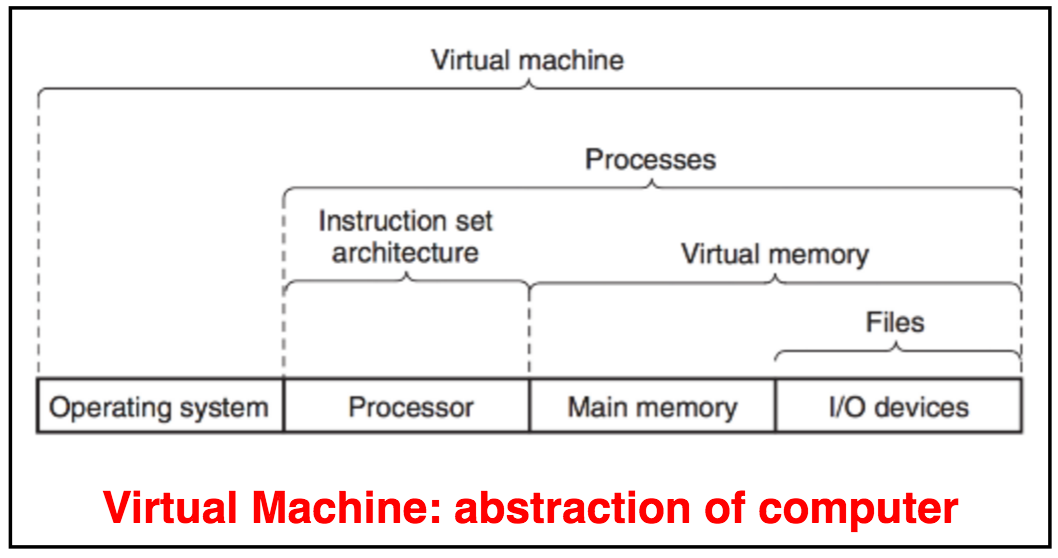 Virtual machine
Processes
Instruction set
architecture
Virtual memory
Files
Operating system
Processor
Main memory
I/O devices
Virtual Machine: abstraction of computer